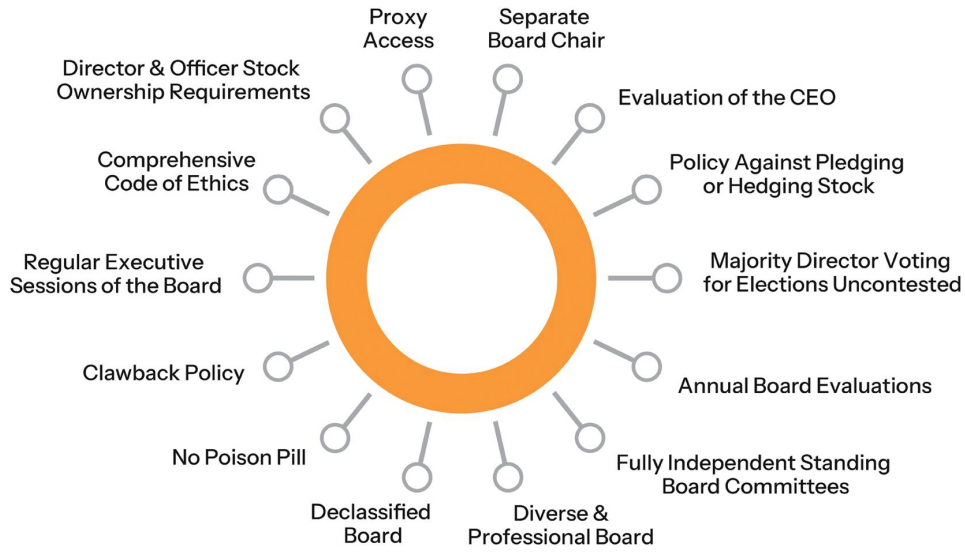 Proxy
Access
Separate
Board Chair
Director & Officer Stock
Ownership Requirements
Evaluation of the CEO
Comprehensive
Code of Ethics
Policy Against Pledging
or Hedging Stock
Regular Executive
Sessions of the Board
Majority Director Voting
for Elections Uncontested
Clawback Policy
Annual Board Evaluations
No Poison Pill
Fully Independent Standing
Board Committees
Declassified
Board
Diverse &
Professional Board